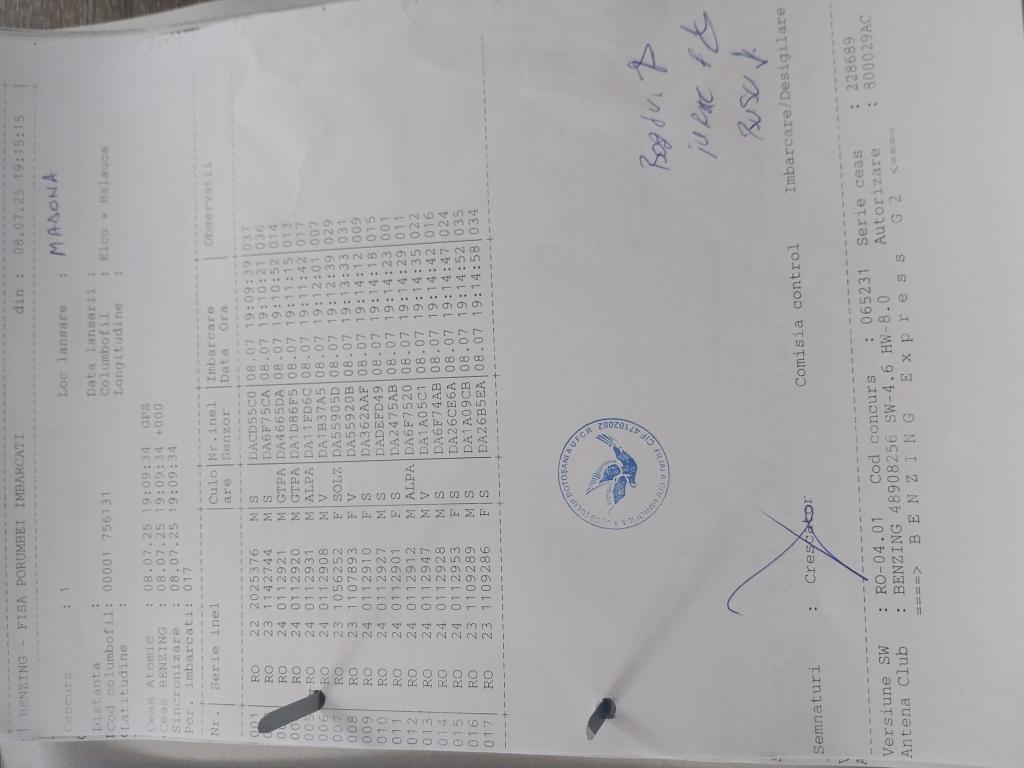 BENZING - FISA PORUMBEI IMBARCATI din : 08.07.25 19:15:15
Concurs : 1 Loc lansare : MADONA
Distanta : Data lansarii :
Cod columbofil: 00001 756131 Columbofil : Elcu + Halauca
Latitudine : Longitudine :
Ceas Atomic : 08.07.25 19:09:34 GPS
Ceas BENZING : 08.07.25 19:09:34 +000
Sincronizare : 08.07.25 19:09:34
Por. imbarcati: 017
Nr. Serie inel Culo Nr.inel Imbarcare Observatii
are Senzor Data Ora
001 RO 22 2025376 M S DACD55C0 08.07 19:09:39 037
RO 23 1142744 M S DA6F75CA 08.07 19:10:21 036
RO 24 0112921 M GTPA DA4665DA 08.07 19:10:52 014
RO 24 0112920 M GTPA DA1D86F5 08.07 19:11:15 013
RO 24 0112931 M ALPA DA11FD6C 08.07 19:11:42 017
006 RO 24 0112908 M V DA1B37A5 08.07 19:12:01 007
007 RO 23 1056252 F SOLZ DA55905D 08.07 19:12:39 029
008 RO 23 1107693 M V DA55920B 08.07 19:13:33 031
009 RO 24 0112910 F S DA362AAF 08.07 19:14:12 009
010 RO 24 0112927 M S DADEFD49 08.07 19:14:18 015
011 RO 24 0112901 F S DA2475AB 08.07 19:14:23 001
012 RO 24 0112912 M ALPA DA6F7520 08.07 19:14:29 011
013 RO 24 0112947 M V DA1A05C1 08.07 19:14:35 022
014 RO 24 0112928 M S DA6F74AB 08.07 19:14:42 016
015 RO 24 0112953 F S DA26CE6A 08.07 19:14:47 024
016 RO 23 1109289 M S DA1A09CB 08.07 19:14:52 035
017 RO 23 1109286 F S DA26B5EA 08.07 19:14:58 034
CIF 47102082 FILIALA COLUMBOFILA A JUDETULUI BOTOSANI AUFCR
Semnaturi : Crescator Comisia control Imbarcare/Desigilare
Versiune SW : RO-04.01 Cod concurs : 065231 Serie ceas : 228689
Antena Club : BENZING 48908256 SW-4.6 HW-8.0 Autorizare : 800029AC
====> B E N Z I N G E x p r e s s G 2 <====